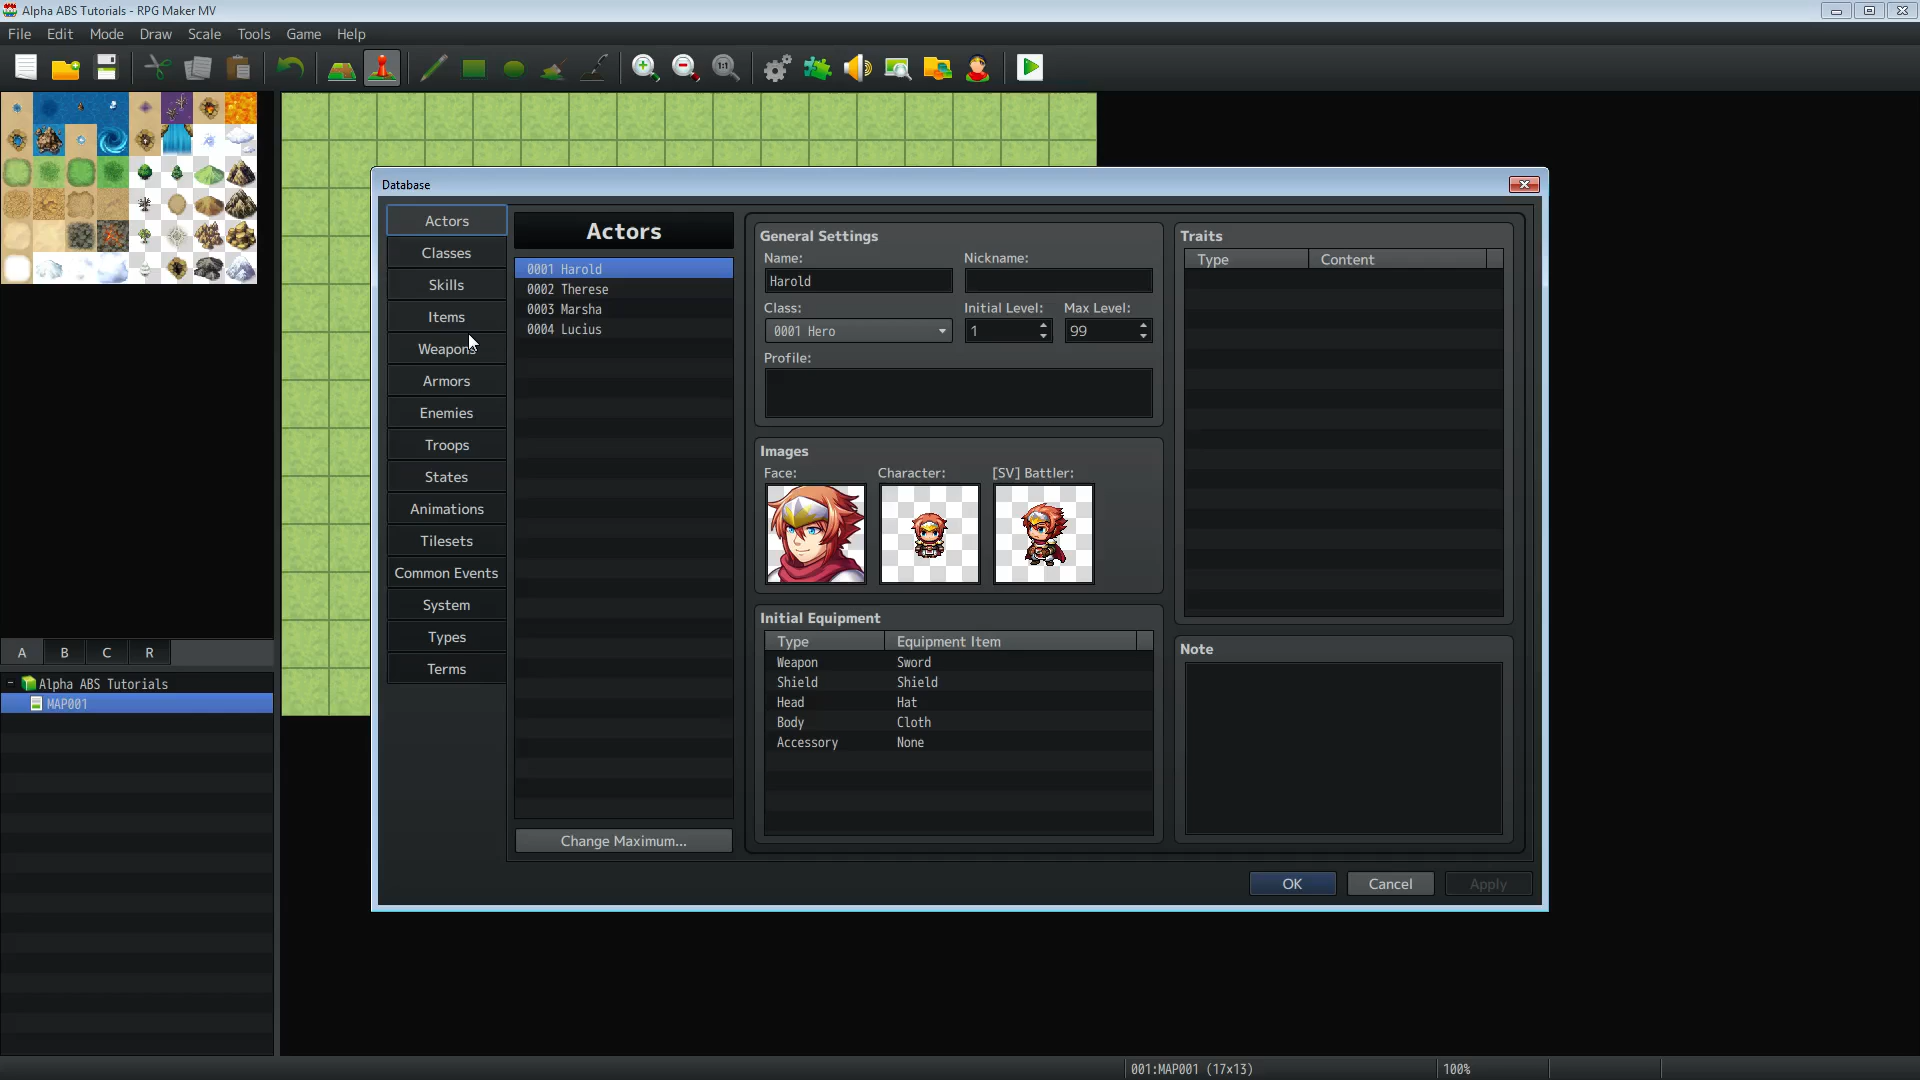 Alpha ABS Tutorials - RPG Maker MV
File Edit Mode Draw Scale Tools Game Help
1:1
Database
Actors
Classes
Skills
Items
Weapons
Armors
Enemies
Troops
States
Animations
Tilesets
Common Events
System
Types
Terms
Actors
0001 Harold
0002 Therese
0003 Marsha
0004 Lucius
Change Maximum...
General Settings
Name: Nickname:
Harold
Class: Initial Level: Max Level:
0001 Hero 1 99
Profile:
Images
Face: Character: [SV] Battler:
Initial Equipment
Type Equipment Item
Weapon Sword
Shield Shield
Head Hat
Body Cloth
Accessory None
Traits
Type Content
Note
OK Cancel Apply
A B C R
Alpha ABS Tutorials
MAP001
001:MAP001 (17x13) 100%